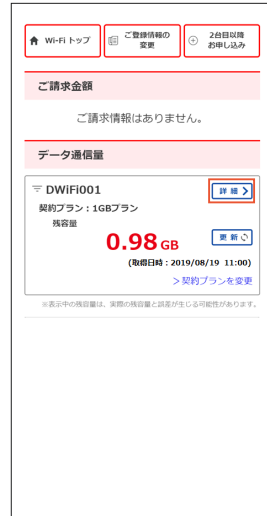 Wi-Fi トップ
ご登録情報の
変更
2台目以降
お申し込み
ご請求金額
ご請求情報はありません。
データ通信量
DWiFi001
詳細
契約プラン：1GBプラン
残容量
0.98 GB
更新
(取得日時：2019/08/19 11:00)
＞契約プランを変更
※表示中の残容量は、実際の残容量と誤差が生じる可能性があります。